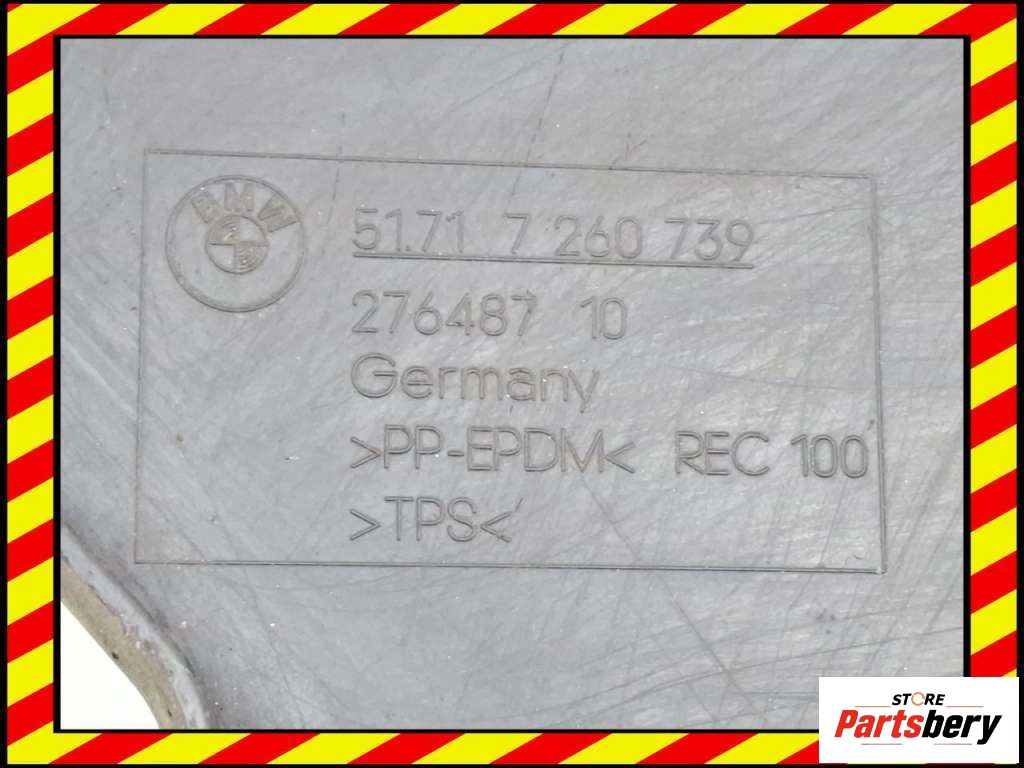 BMW
51.71 7 260 739
276487 10
Germany
>PP-EPDM< REC 100
>TPS<
STORE
Partsbery